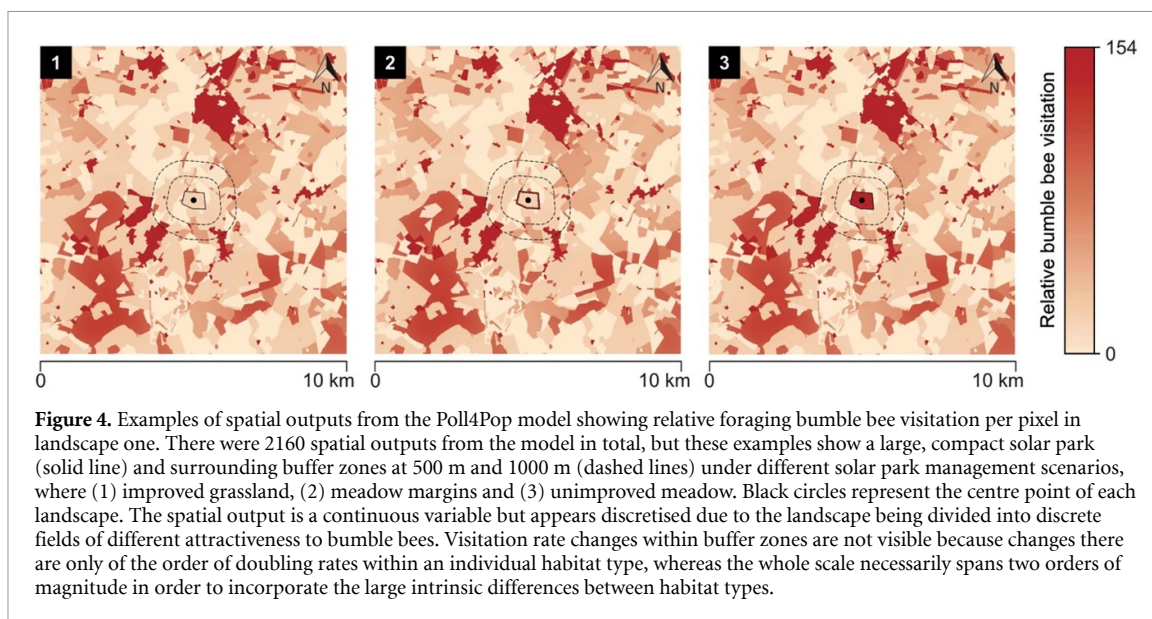 1
N
2
N
3
N
154
Relative bumble bee visitation
0
0 10 km
0 10 km
0 10 km
Figure 4. Examples of spatial outputs from the Poll4Pop model showing relative foraging bumble bee visitation per pixel in
landscape one. There were 2160 spatial outputs from the model in total, but these examples show a large, compact solar park
(solid line) and surrounding buffer zones at 500 m and 1000 m (dashed lines) under different solar park management scenarios,
where (1) improved grassland, (2) meadow margins and (3) unimproved meadow. Black circles represent the centre point of each
landscape. The spatial output is a continuous variable but appears discretised due to the landscape being divided into discrete
fields of different attractiveness to bumble bees. Visitation rate changes within buffer zones are not visible because changes there
are only of the order of doubling rates within an individual habitat type, whereas the whole scale necessarily spans two orders of
magnitude in order to incorporate the large intrinsic differences between habitat types.